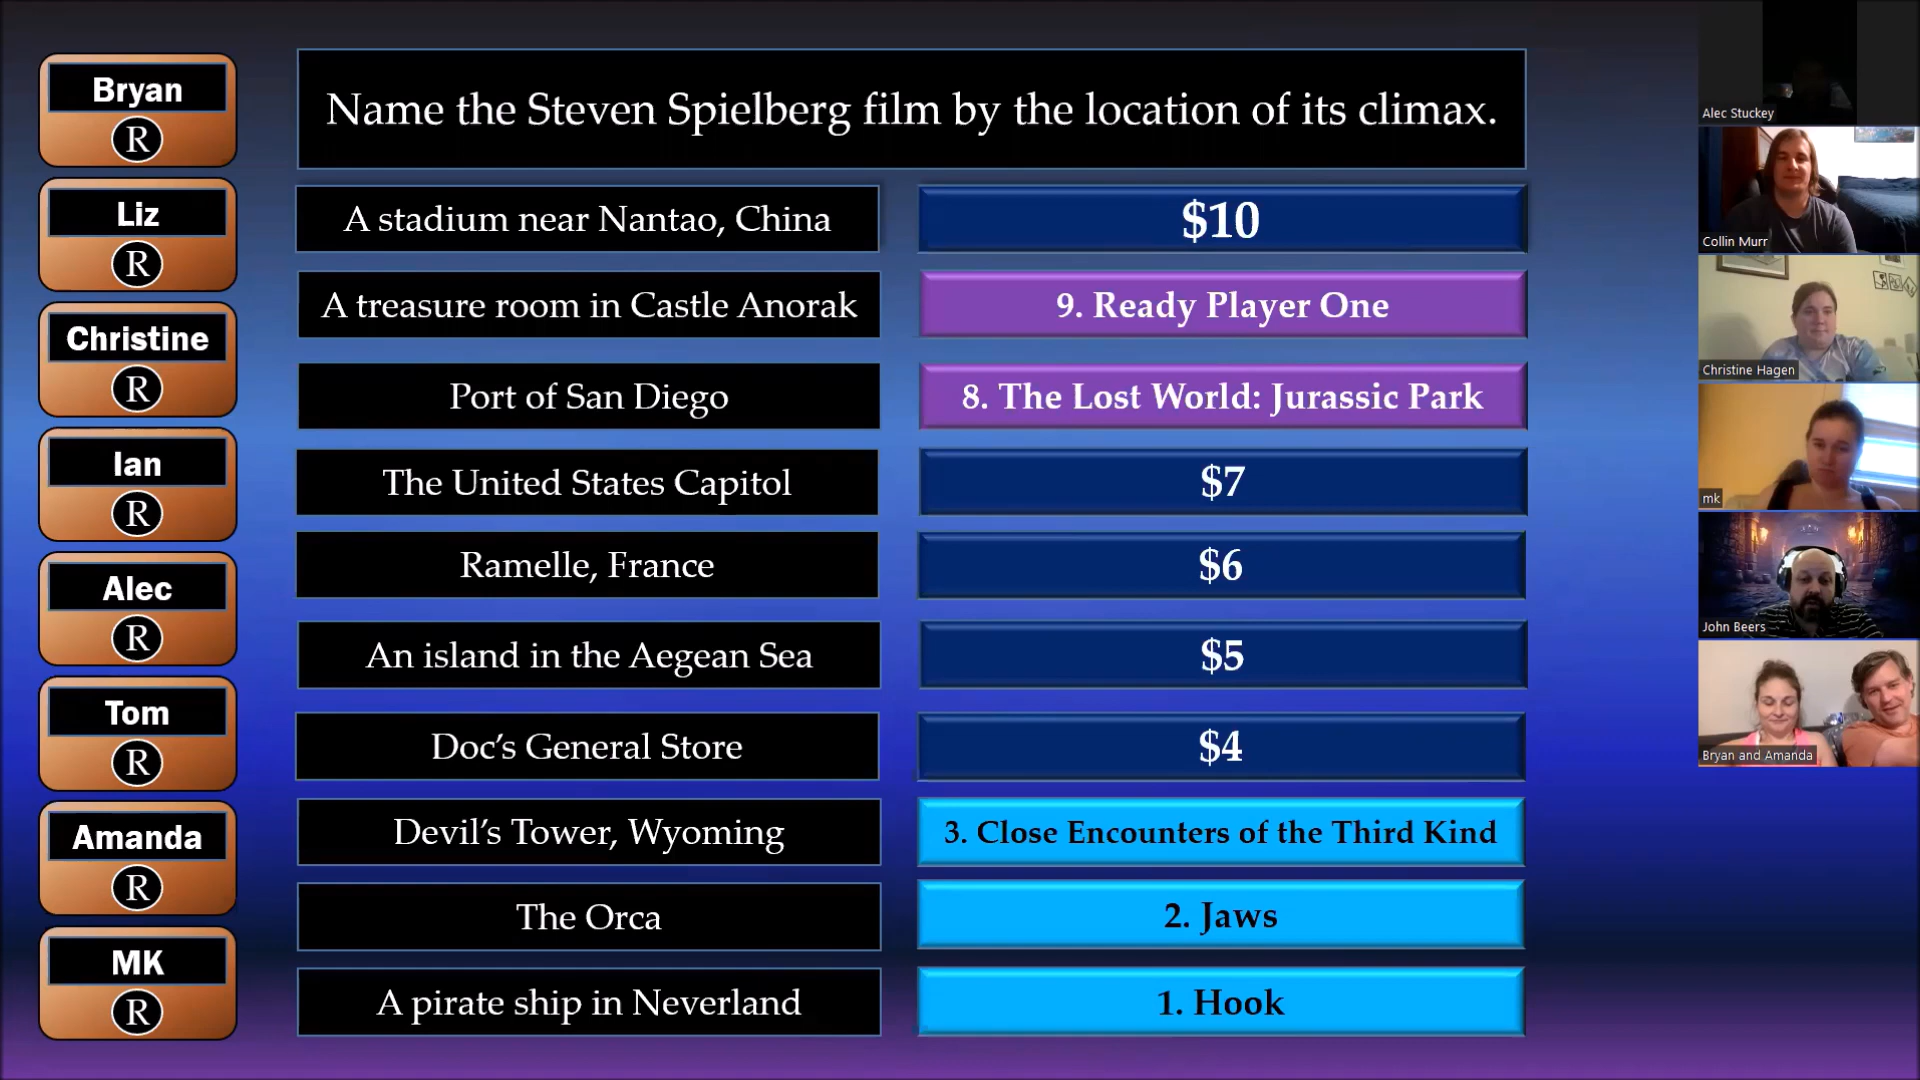 Bryan
R
Liz
R
Christine
R
Ian
R
Alec
R
Tom
R
Amanda
R
MK
R
Name the Steven Spielberg film by the location of its climax.
A stadium near Nantao, China
$10
A treasure room in Castle Anorak
9. Ready Player One
Port of San Diego
8. The Lost World: Jurassic Park
The United States Capitol
$7
Ramelle, France
$6
An island in the Aegean Sea
$5
Doc’s General Store
$4
Devil’s Tower, Wyoming
3. Close Encounters of the Third Kind
The Orca
2. Jaws
A pirate ship in Neverland
1. Hook
Alec Stuckey
Collin Murr
Christine Hagen
mk
John Beers
Bryan and Amanda